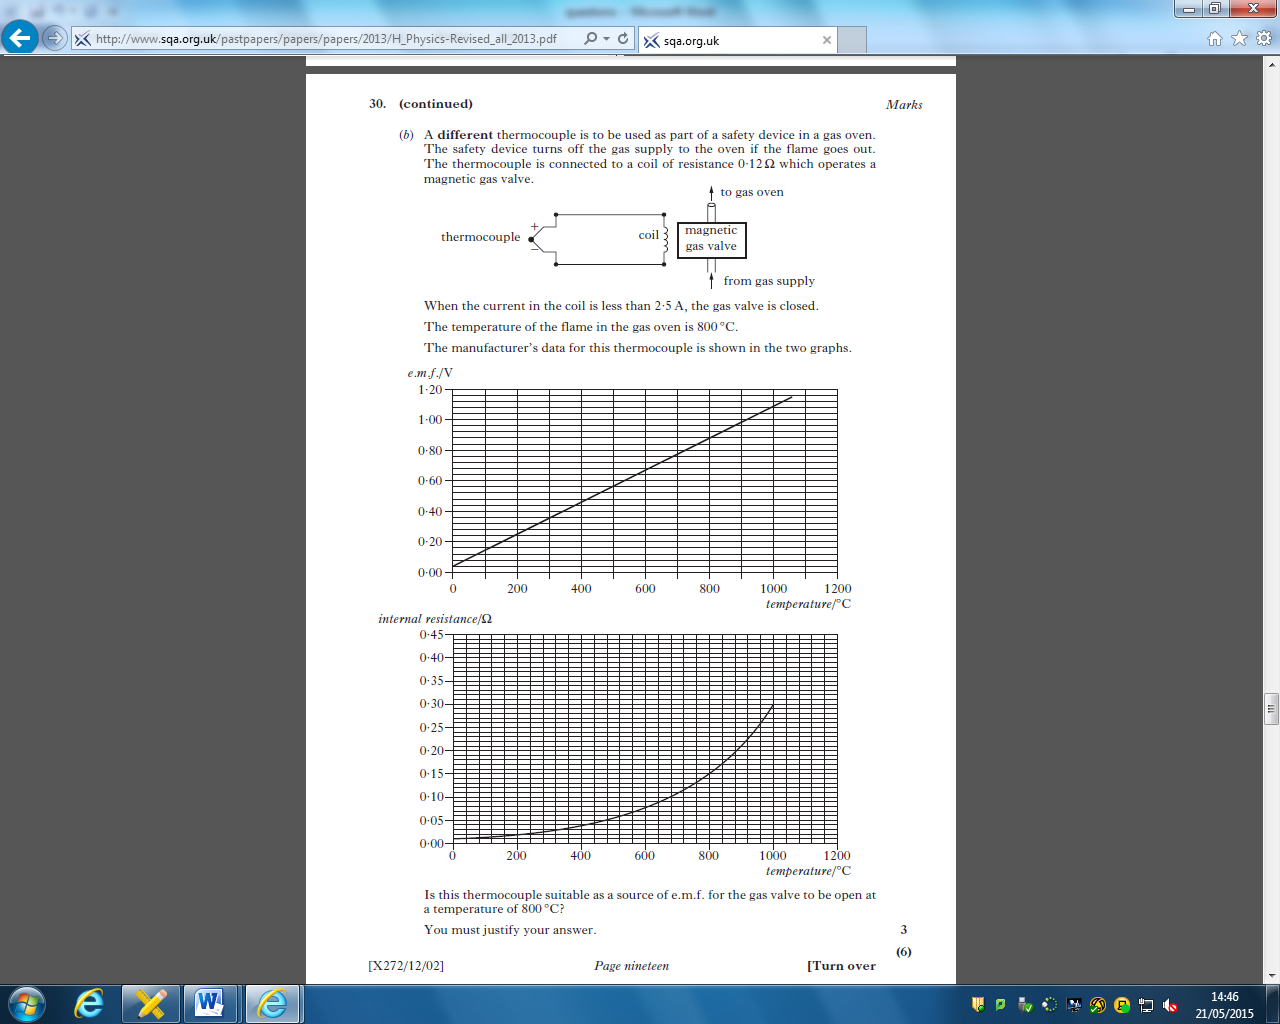 http://www.sqa.org.uk/pastpapers/papers/papers/2013/H_Physics-Revised_all_2013.pdf
sqa.org.uk
30. (continued)
Marks
(b) A different thermocouple is to be used as part of a safety device in a gas oven.
The safety device turns off the gas supply to the oven if the flame goes out.
The thermocouple is connected to a coil of resistance 0·12 Ω which operates a
magnetic gas valve.
to gas oven
thermocouple
+
−
coil
magnetic
gas valve
from gas supply
When the current in the coil is less than 2·5 A, the gas valve is closed.
The temperature of the flame in the gas oven is 800 °C.
The manufacturer's data for this thermocouple is shown in the two graphs.
e.m.f./V
1·20
1·00
0·80
0·60
0·40
0·20
0·00
0 200 400 600 800 1000 1200
temperature/°C
internal resistance/Ω
0·45
0·40
0·35
0·30
0·25
0·20
0·15
0·10
0·05
0·00
0 200 400 600 800 1000 1200
temperature/°C
Is this thermocouple suitable as a source of e.m.f. for the gas valve to be open at
a temperature of 800 °C?
You must justify your answer.
3
(6)
[X272/12/02]
Page nineteen
[Turn over
14:46
21/05/2015